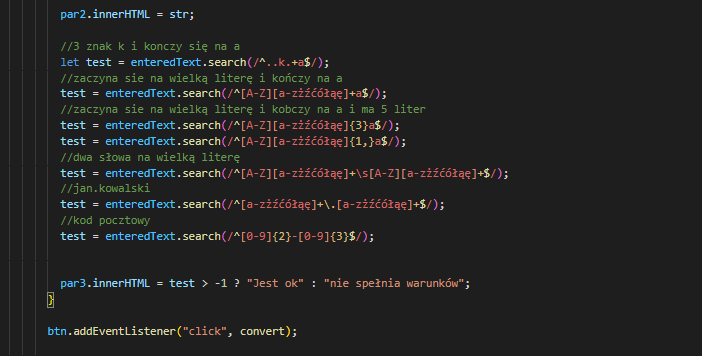 par2.innerHTML = str;
//3 znak k i konczy się na a
let test = enteredText.search(/^..k.+a$/);
//zaczyna sie na wielką literę i kończy na a
test = enteredText.search(/^[A-Z][a-zżźćółąę]+a$/);
//zaczyna sie na wielką literę i kobczy na a i ma 5 liter
test = enteredText.search(/^[A-Z][a-zżźćółąę]{3}a$/);
test = enteredText.search(/^[A-Z][a-zżźćółąę]{1,}a$/);
//dwa słowa na wielką literę
test = enteredText.search(/^[A-Z][a-zżźćółąę]+\s[A-Z][a-zżźćółąę]+$/);
//jan.kowalski
test = enteredText.search(/^[a-zżźćółąę]+\.[a-zżźćółąę]+$/);
//kod pocztowy
test = enteredText.search(/^[0-9]{2}-[0-9]{3}$/);
par3.innerHTML = test > -1 ? "Jest ok" : "nie spełnia warunków";
}
btn.addEventListener("click", convert);